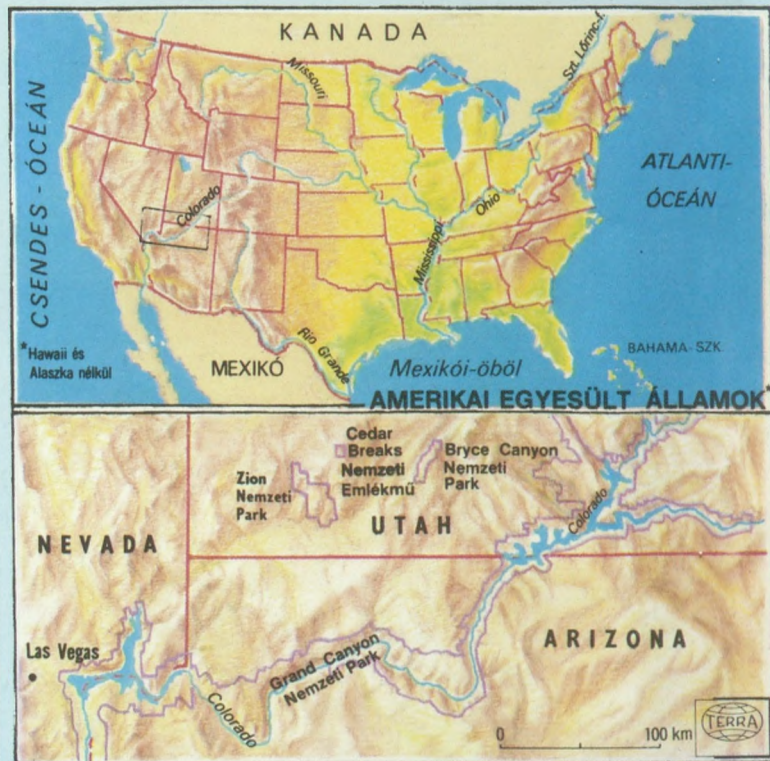 KANADA
Szt. Lőrinc-f.
Missouri
CSENDES-ÓCEÁN
ATLANTI-
ÓCEÁN
Colorado
Ohio
Mississippi
Rio Grande
*Hawaii és
Alaszka nélkül
MEXIKÓ
Mexikói-öböl
BAHAMA-SZK.
AMERIKAI EGYESÜLT ÁLLAMOK*
Cedar
Breaks
Nemzeti
Emlékmű
Bryce Canyon
Nemzeti
Park
Zion
Nemzeti
Park
Colorado
UTAH
NEVADA
ARIZONA
Las Vegas
Grand Canyon
Nemzeti Park
Colorado
0 100 km
TERRA